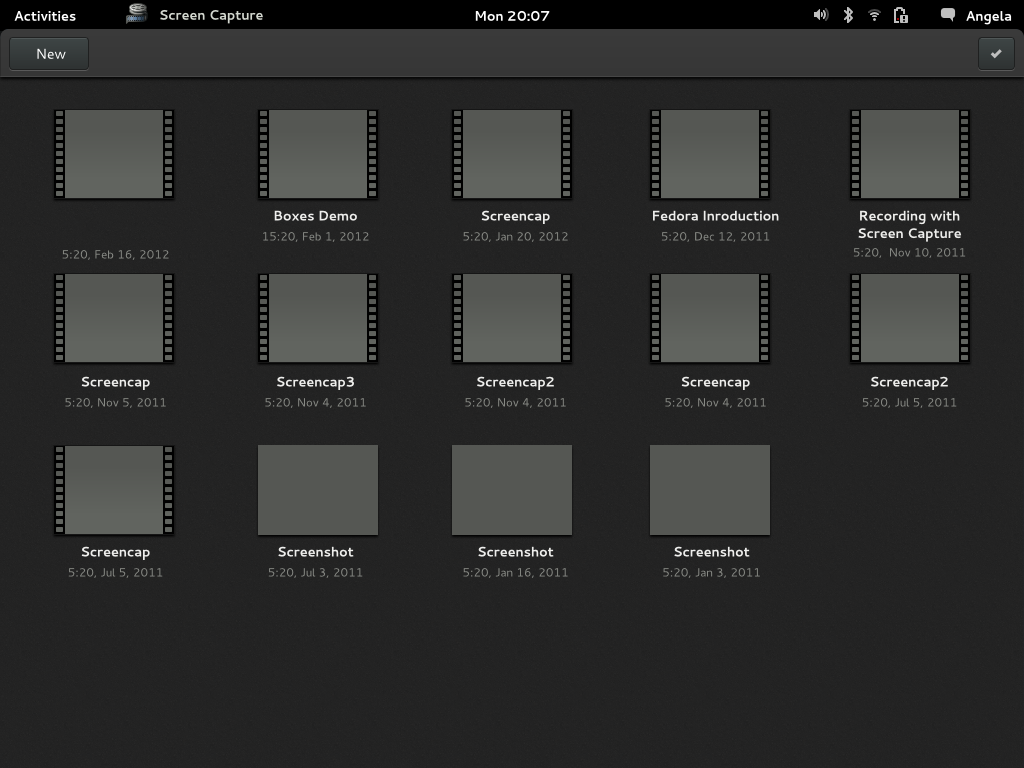 Activities Screen Capture Mon 20:07 Angela
New
Boxes Demo Screencap Fedora Inroduction Recording with
Screen Capture
15:20, Feb 1, 2012 5:20, Jan 20, 2012 5:20, Dec 12, 2011
5:20, Feb 16, 2012 5:20, Nov 10, 2011
Screencap Screencap3 Screencap2 Screencap Screencap2
5:20, Nov 5, 2011 5:20, Nov 4, 2011 5:20, Nov 4, 2011 5:20, Nov 4, 2011 5:20, Jul 5, 2011
Screencap Screenshot Screenshot Screenshot
5:20, Jul 5, 2011 5:20, Jul 3, 2011 5:20, Jan 16, 2011 5:20, Jan 3, 2011